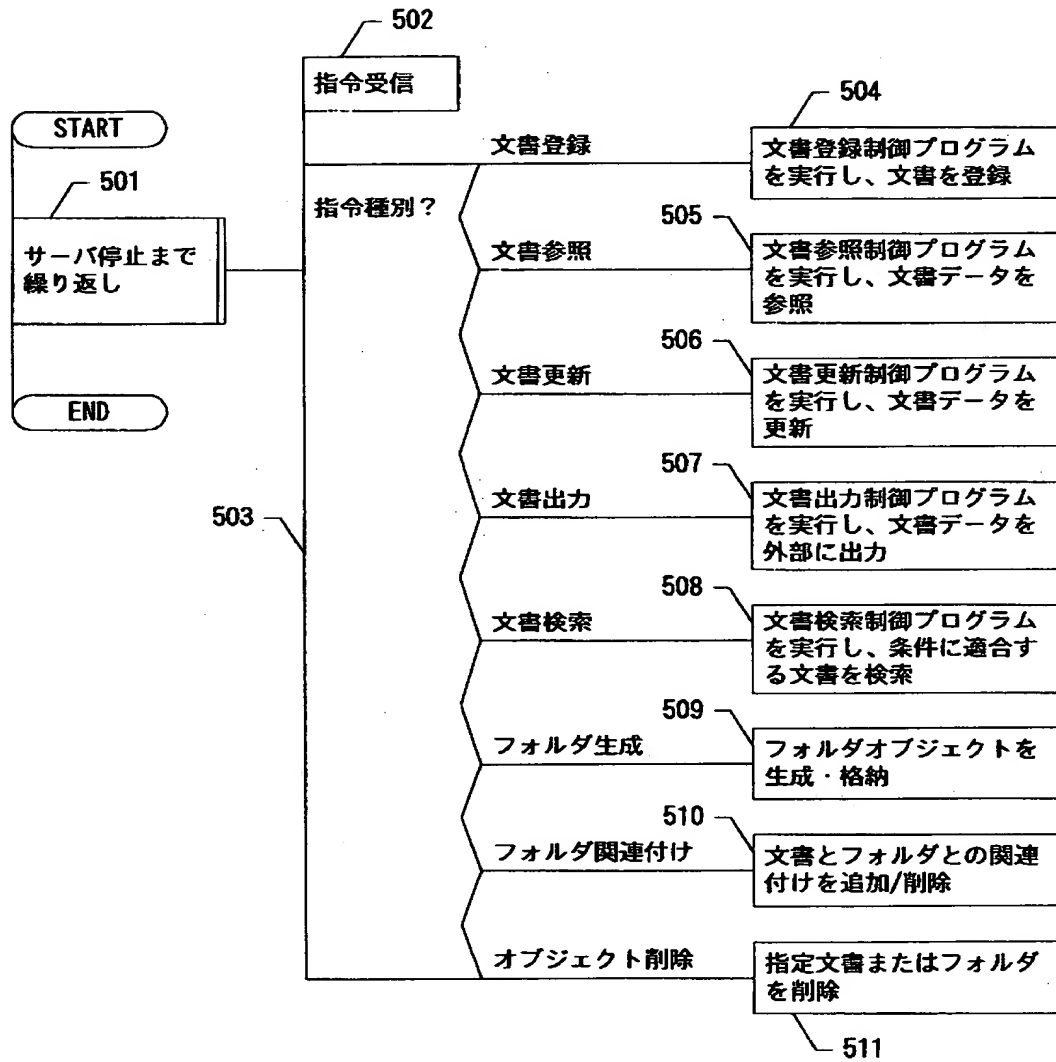 502
指令受信
START
501
サーバ停止まで
繰り返し
END
503
指令種別？
文書登録
504
文書登録制御プログラム
を実行し、文書を登録
文書参照
505
文書参照制御プログラム
を実行し、文書データを
参照
文書更新
506
文書更新制御プログラム
を実行し、文書データを
更新
文書出力
507
文書出力制御プログラム
を実行し、文書データを
外部に出力
文書検索
508
文書検索制御プログラム
を実行し、条件に適合す
る文書を検索
フォルダ生成
509
フォルダオブジェクトを
生成・格納
フォルダ関連付け
510
文書とフォルダとの関連
付けを追加/削除
オブジェクト削除
指定文書またはフォルダ
を削除
511